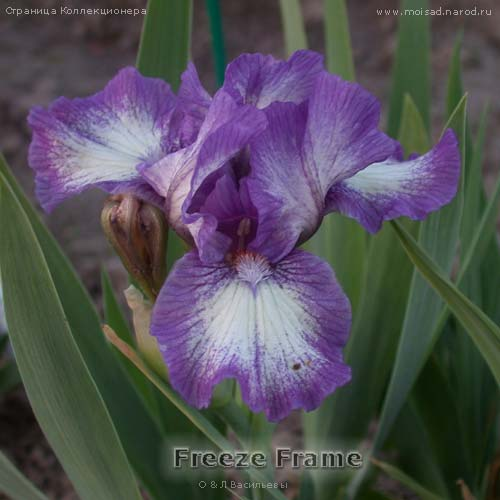 Страница Коллекционера
www.moisad.narod.ru
Freeze Frame
О & Л Васильевы